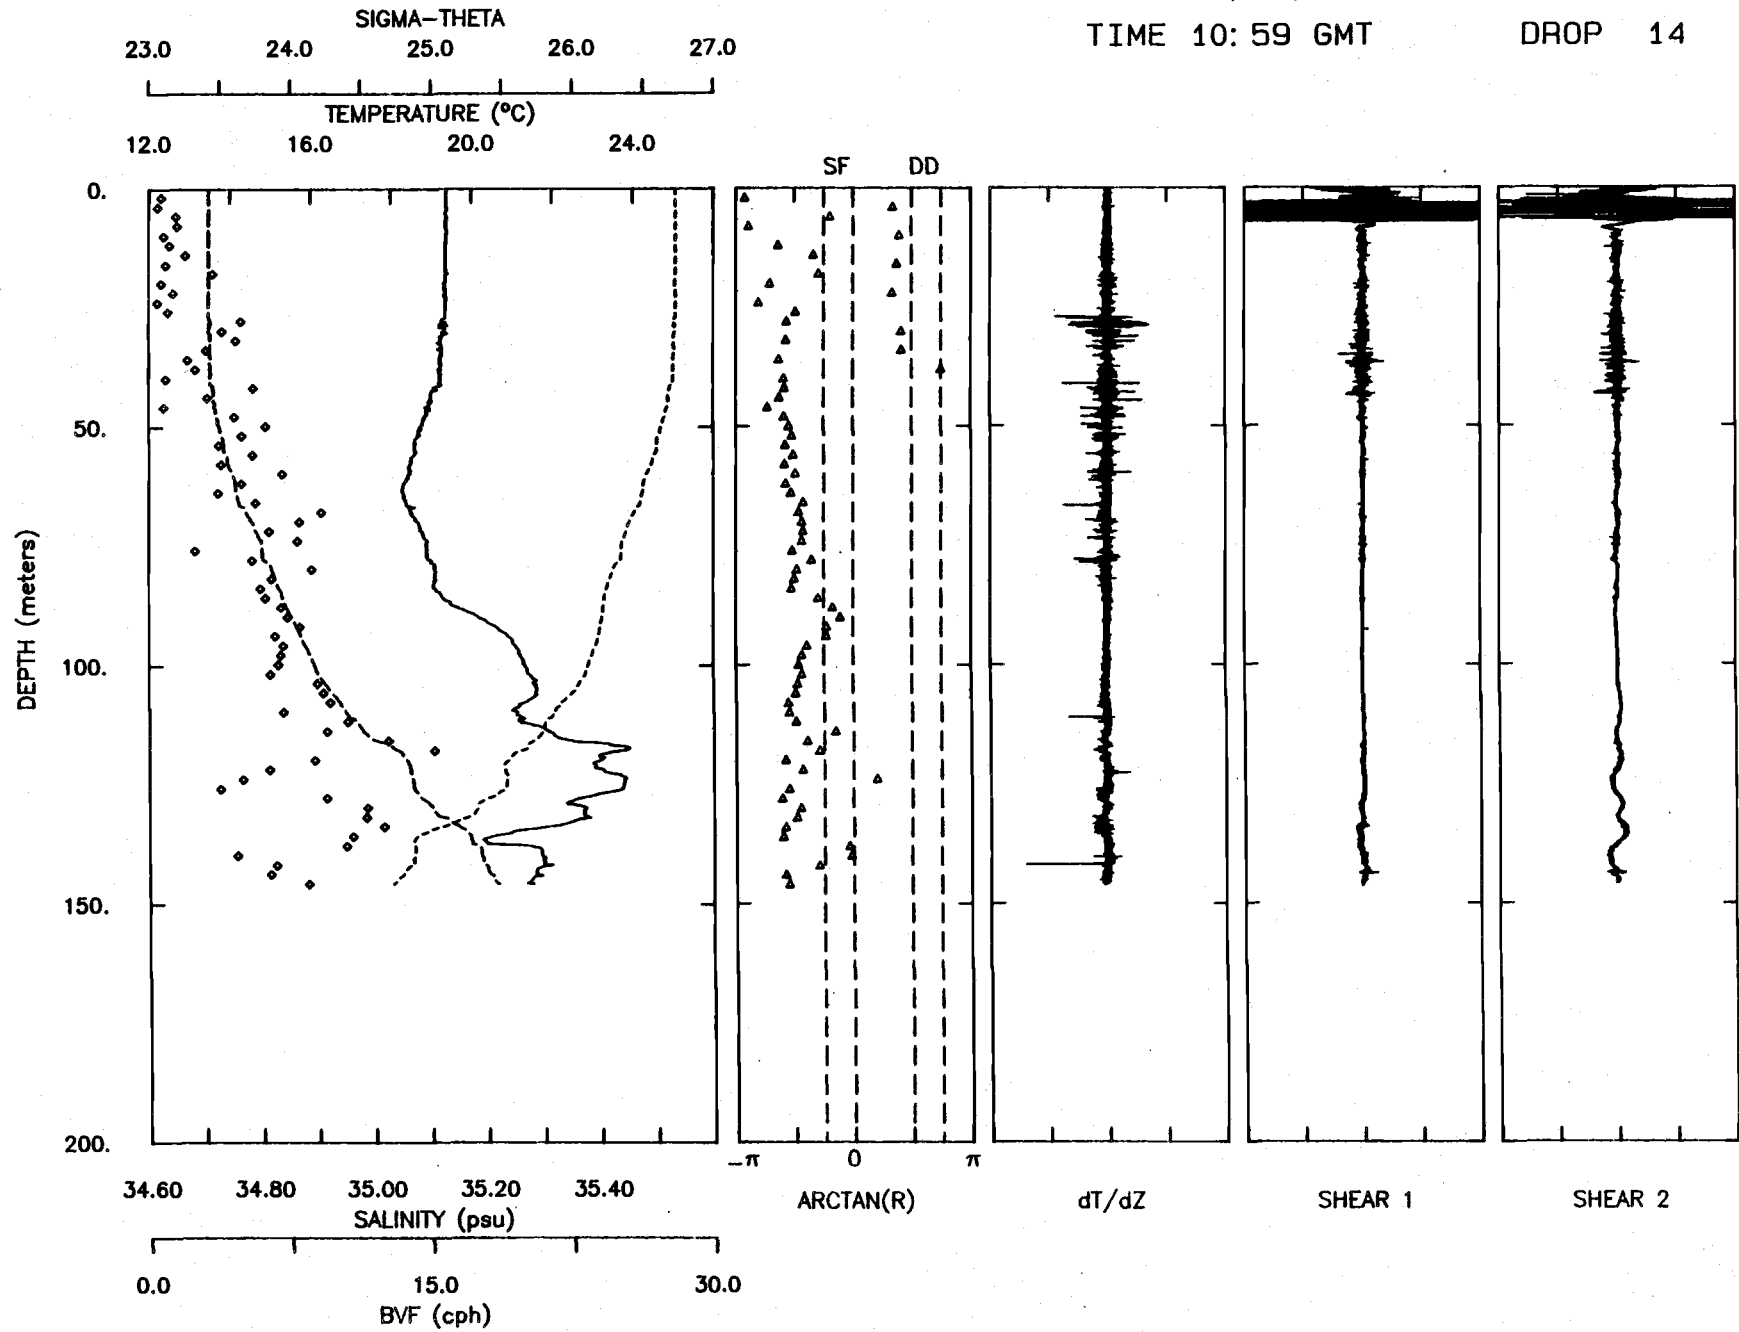 SIGMA-THETA
23.0 24.0 25.0 26.0 27.0
TIME 10:59 GMT DROP 14
TEMPERATURE (°C)
12.0 16.0 20.0 24.0
SF DD
0.
50.
100.
150.
200.
DEPTH (meters)
-π 0 π
34.60 34.80 35.00 35.20 35.40
SALINITY (psu)
ARCTAN(R) dT/dZ SHEAR 1 SHEAR 2
0.0 15.0 30.0
BVF (cph)